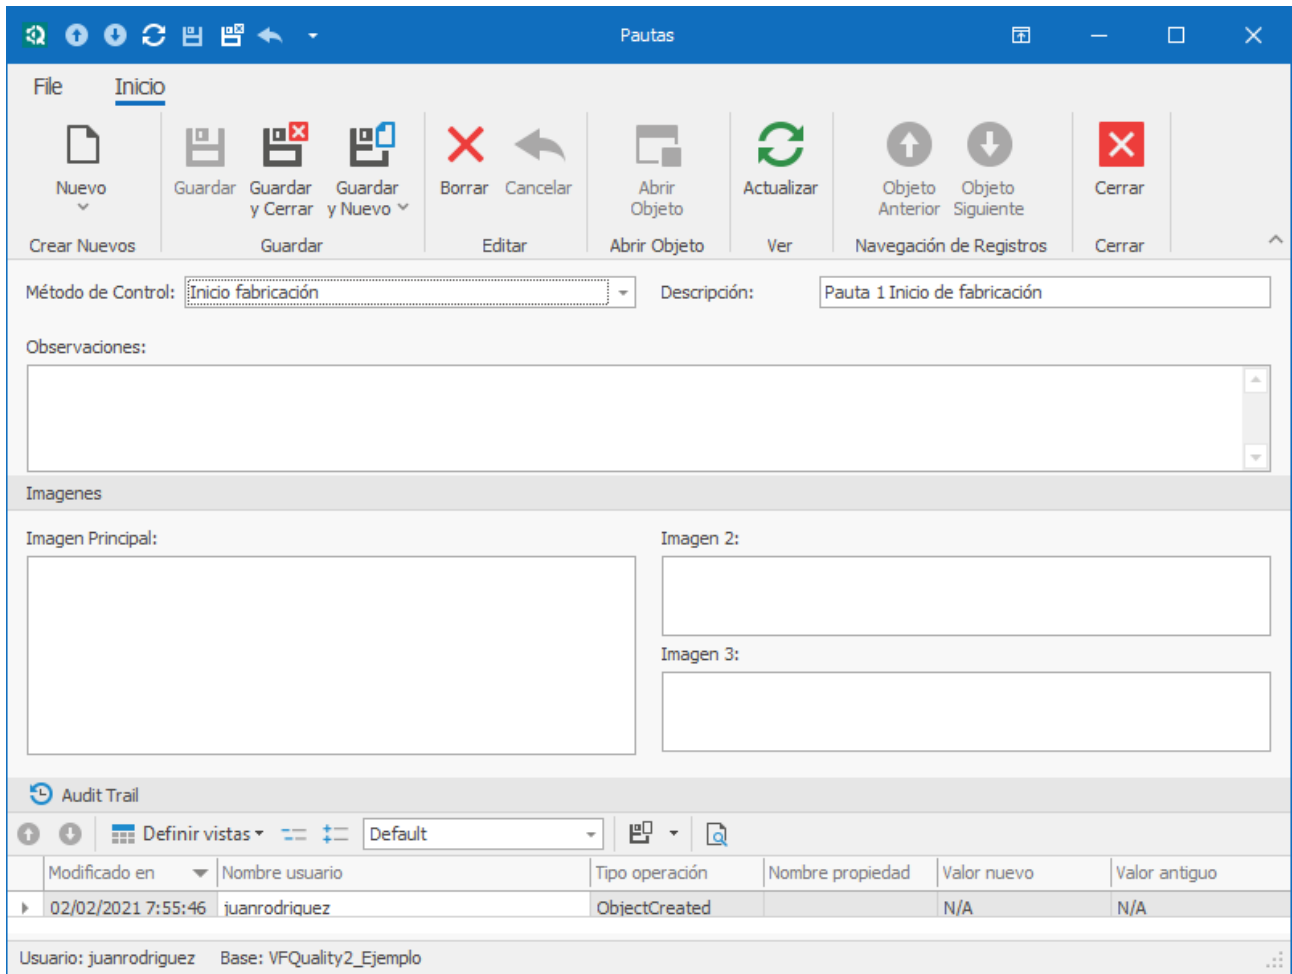 Pautas
File Inicio
Nuevo Guardar Guardar y Cerrar Guardar y Nuevo Borrar Cancelar Abrir Objeto Actualizar Objeto Anterior Objeto Siguiente Cerrar
Crear Nuevos Guardar Editar Abrir Objeto Ver Navegación de Registros Cerrar
Método de Control: Inicio fabricación Descripción: Pauta 1 Inicio de fabricación
Observaciones:
Imagenes
Imagen Principal: Imagen 2:
Imagen 3:
Audit Trail
Definir vistas Default
Modificado en Nombre usuario Tipo operación Nombre propiedad Valor nuevo Valor antiguo
02/02/2021 7:55:46 juanrodriguez ObjectCreated N/A N/A
Usuario: juanrodriguez Base: VFQuality2_Ejemplo